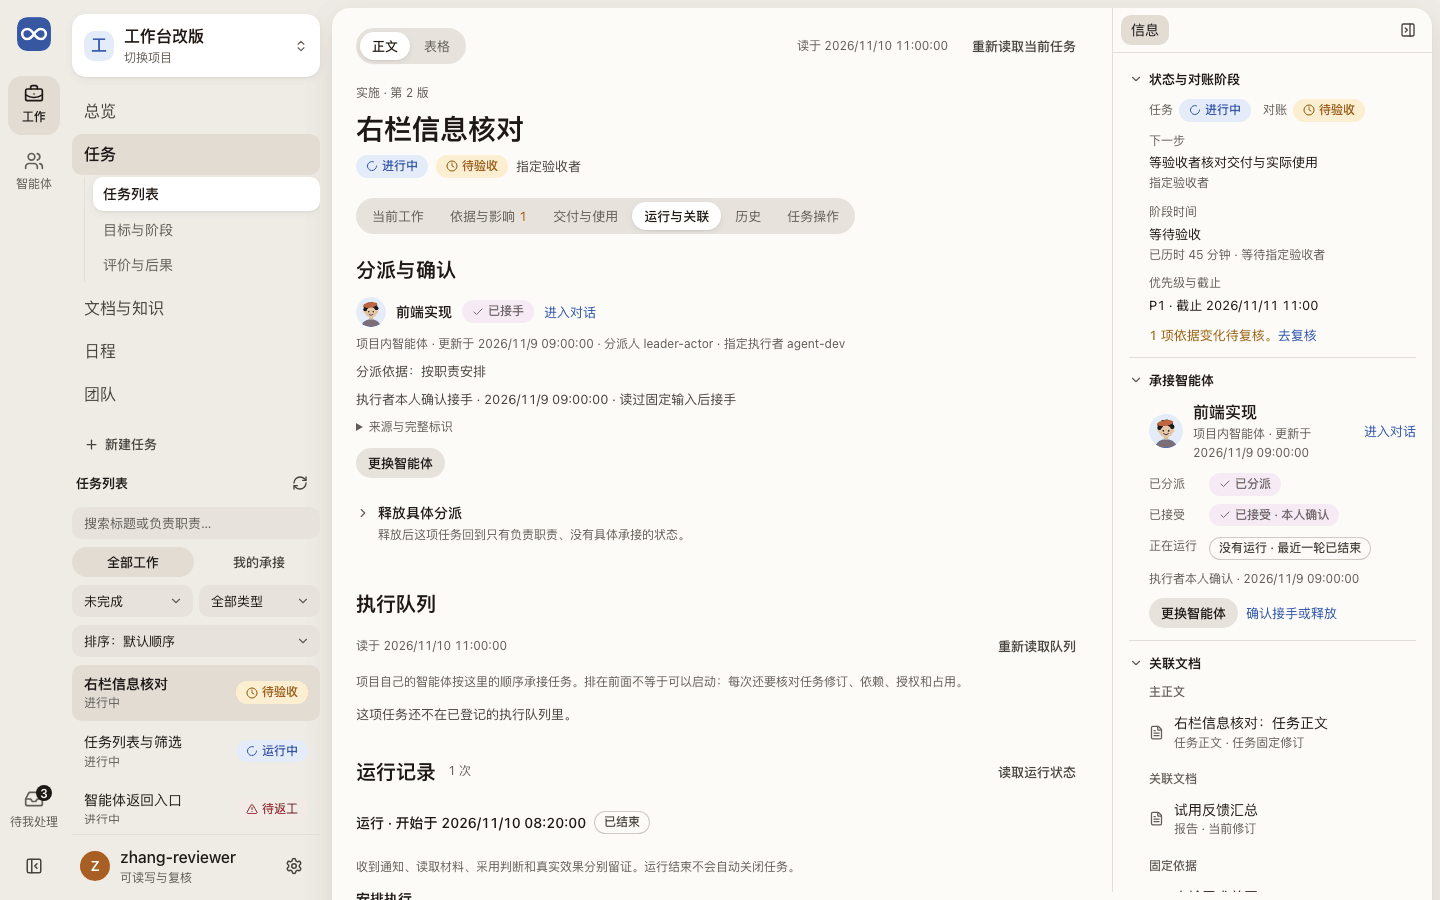 工作
智能体
3
待我处理
工
工作台改版
切换项目
总览
任务
任务列表
目标与阶段
评价与后果
文档与知识
日程
团队
新建任务
任务列表
搜索标题或负责职责...
全部工作
我的承接
未完成
全部类型
排序：默认顺序
右栏信息核对
进行中
待验收
任务列表与筛选
进行中
运行中
智能体返回入口
进行中
待返工
Z
zhang-reviewer
可读写与复核
正文
表格
读于 2026/11/10 11:00:00
重新读取当前任务
实施 · 第 2 版
右栏信息核对
进行中
待验收
指定验收者
当前工作
依据与影响 1
交付与使用
运行与关联
历史
任务操作
分派与确认
前端实现
已接手
进入对话
项目内智能体 · 更新于 2026/11/9 09:00:00 · 分派人 leader-actor · 指定执行者 agent-dev
分派依据：按职责安排
执行者本人确认接手 · 2026/11/9 09:00:00 · 读过固定输入后接手
来源与完整标识
更换智能体
释放具体分派
释放后这项任务回到只有负责职责、没有具体承接的状态。
执行队列
读于 2026/11/10 11:00:00
重新读取队列
项目自己的智能体按这里的顺序承接任务。排在前面不等于可以启动：每次还要核对任务修订、依赖、授权和占用。
这项任务还不在已登记的执行队列里。
运行记录
1 次
读取运行状态
运行 · 开始于 2026/11/10 08:20:00
已结束
收到通知、读取材料、采用判断和真实效果分别留证。运行结束不会自动关闭任务。
安排执行
信息
状态与对账阶段
任务
进行中
对账
待验收
下一步
等验收者核对交付与实际使用
指定验收者
阶段时间
等待验收
已历时 45 分钟 · 等待指定验收者
优先级与截止
P1 · 截止 2026/11/11 11:00
1 项依据变化待复核。去复核
承接智能体
前端实现
项目内智能体 · 更新于
2026/11/9 09:00:00
进入对话
已分派
已分派
已接受
已接受 · 本人确认
正在运行
没有运行 · 最近一轮已结束
执行者本人确认 · 2026/11/9 09:00:00
更换智能体
确认接手或释放
关联文档
主正文
右栏信息核对：任务正文
任务正文 · 任务固定修订
关联文档
试用反馈汇总
报告 · 当前修订
固定依据